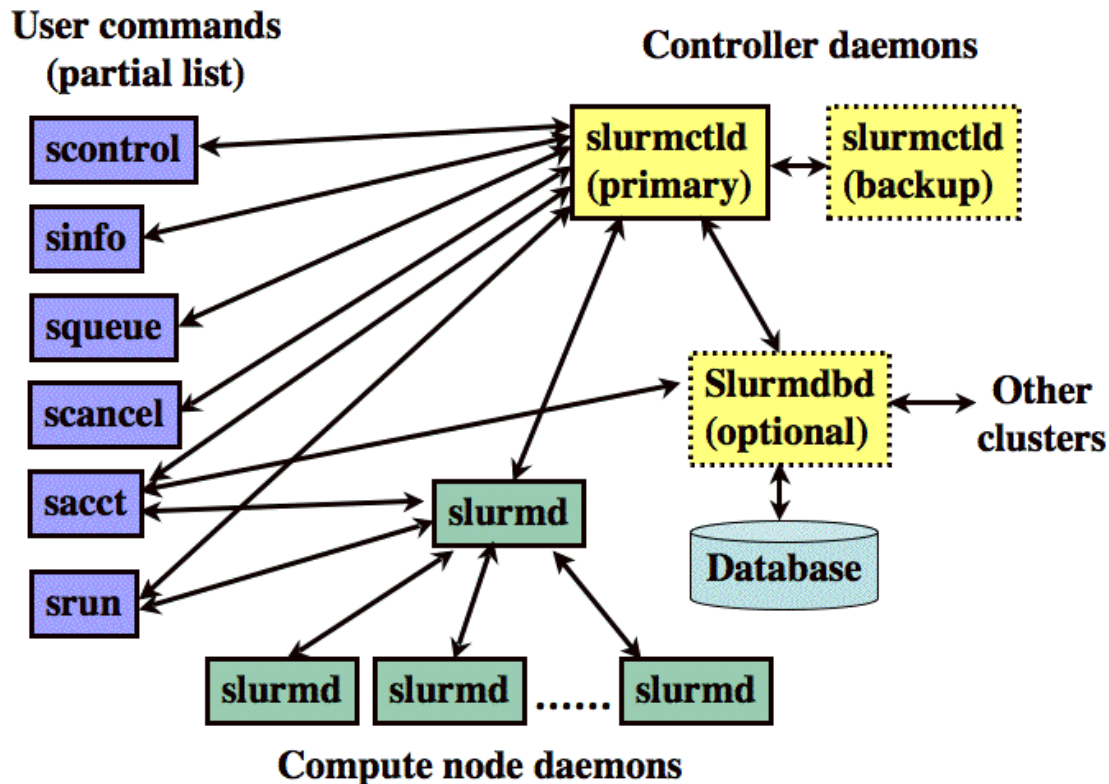 User commands
(partial list)
Controller daemons
scontrol
sinfo
squeue
scancel
sacct
srun
slurmctld
(primary)
slurmctld
(backup)
Slurmdbd
(optional)
Other
clusters
Database
slurmd
slurmd
slurmd
......
slurmd
Compute node daemons